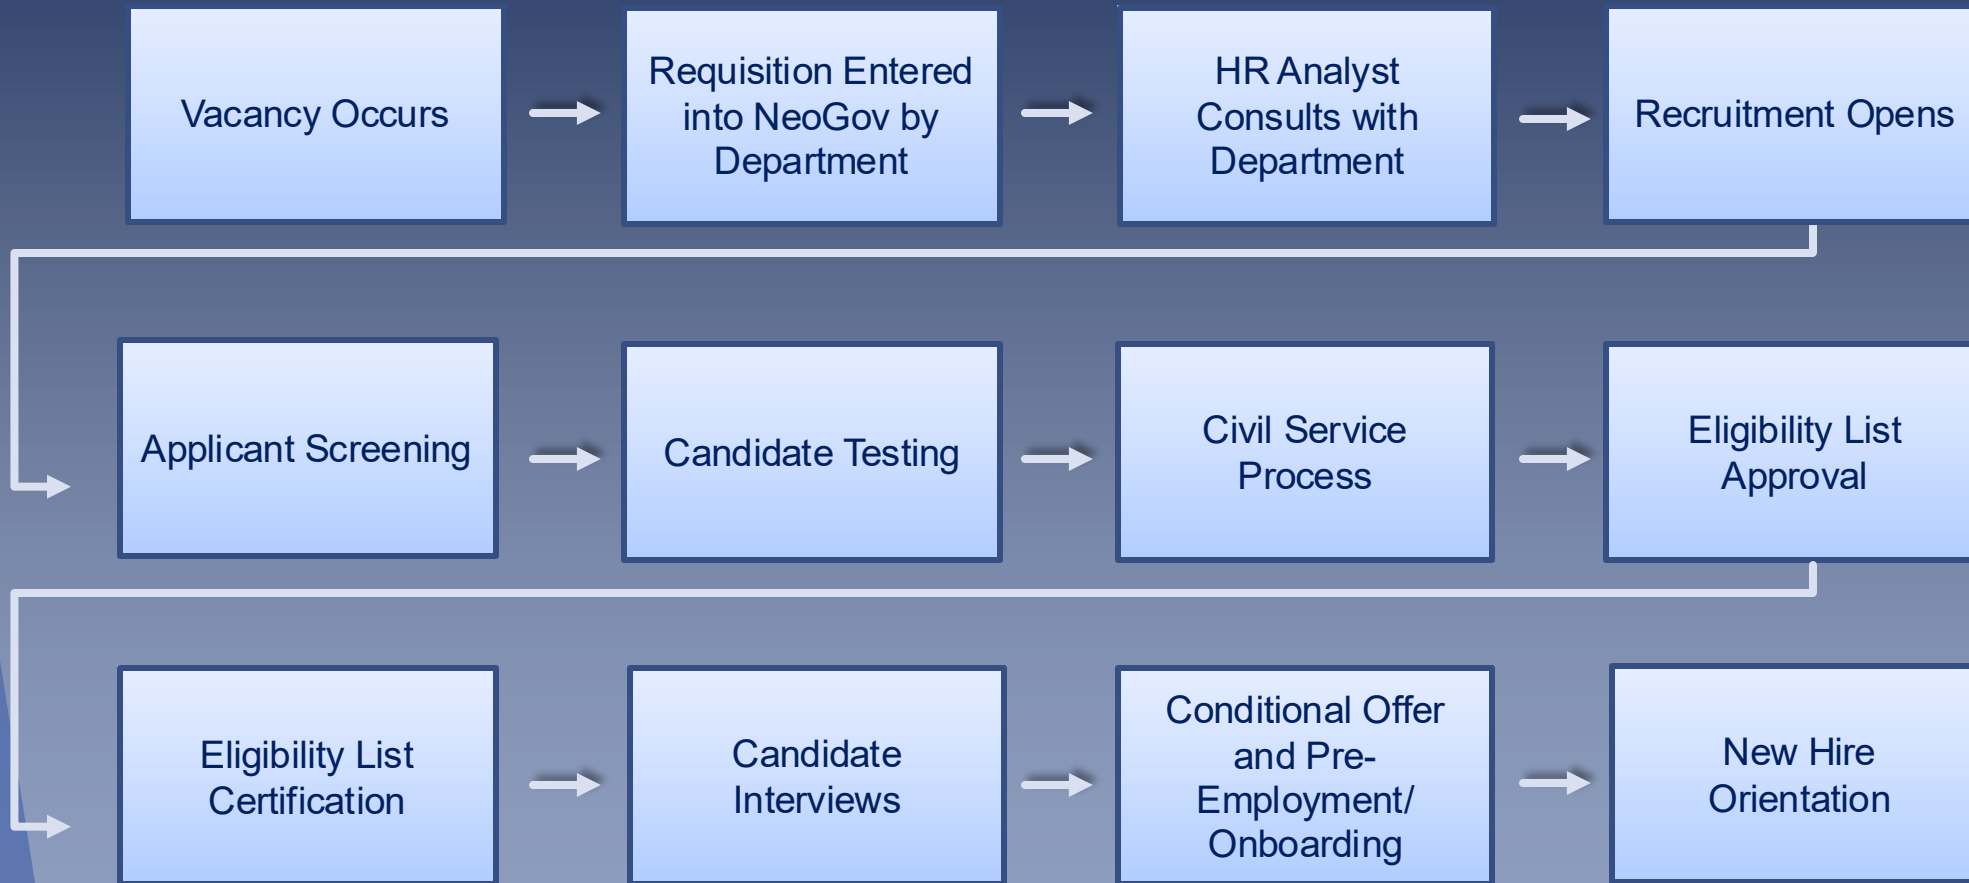 Vacancy Occurs
Requisition Entered
into NeoGov by
Department
HR Analyst
Consults with
Department
Recruitment Opens
Applicant Screening
Candidate Testing
Civil Service
Process
Eligibility List
Approval
Eligibility List
Certification
Candidate
Interviews
Conditional Offer
and Pre-
Employment/
Onboarding
New Hire
Orientation